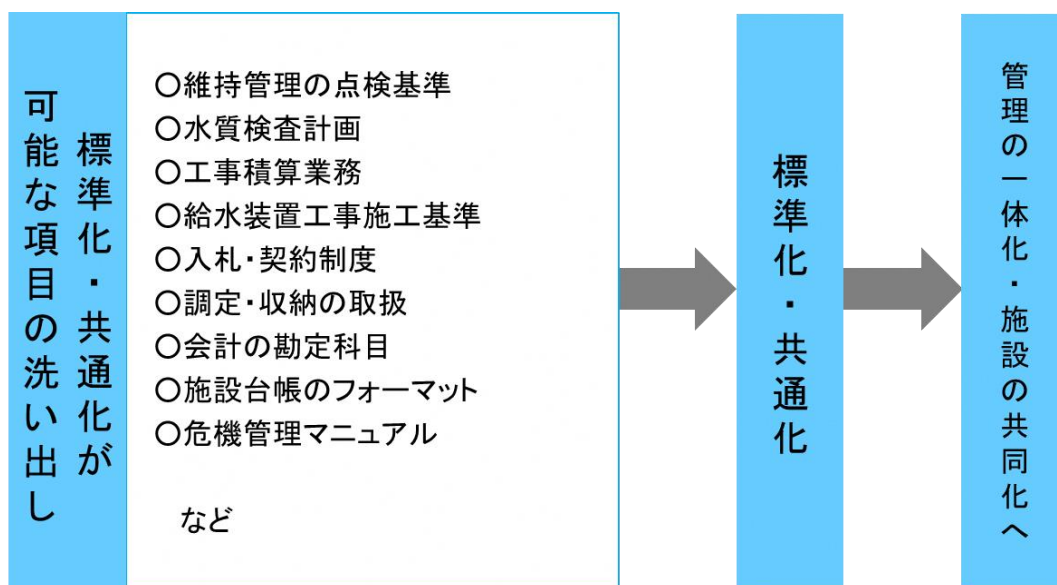 標準化・共通化が
可能な項目の洗い出し
〇維持管理の点検基準
〇水質検査計画
〇工事積算業務
〇給水装置工事施工基準
〇入札・契約制度
〇調定・収納の取扱
〇会計の勘定科目
〇施設台帳のフォーマット
〇危機管理マニュアル
など
標準化・共通化
管理の一体化・施設の共同化へ